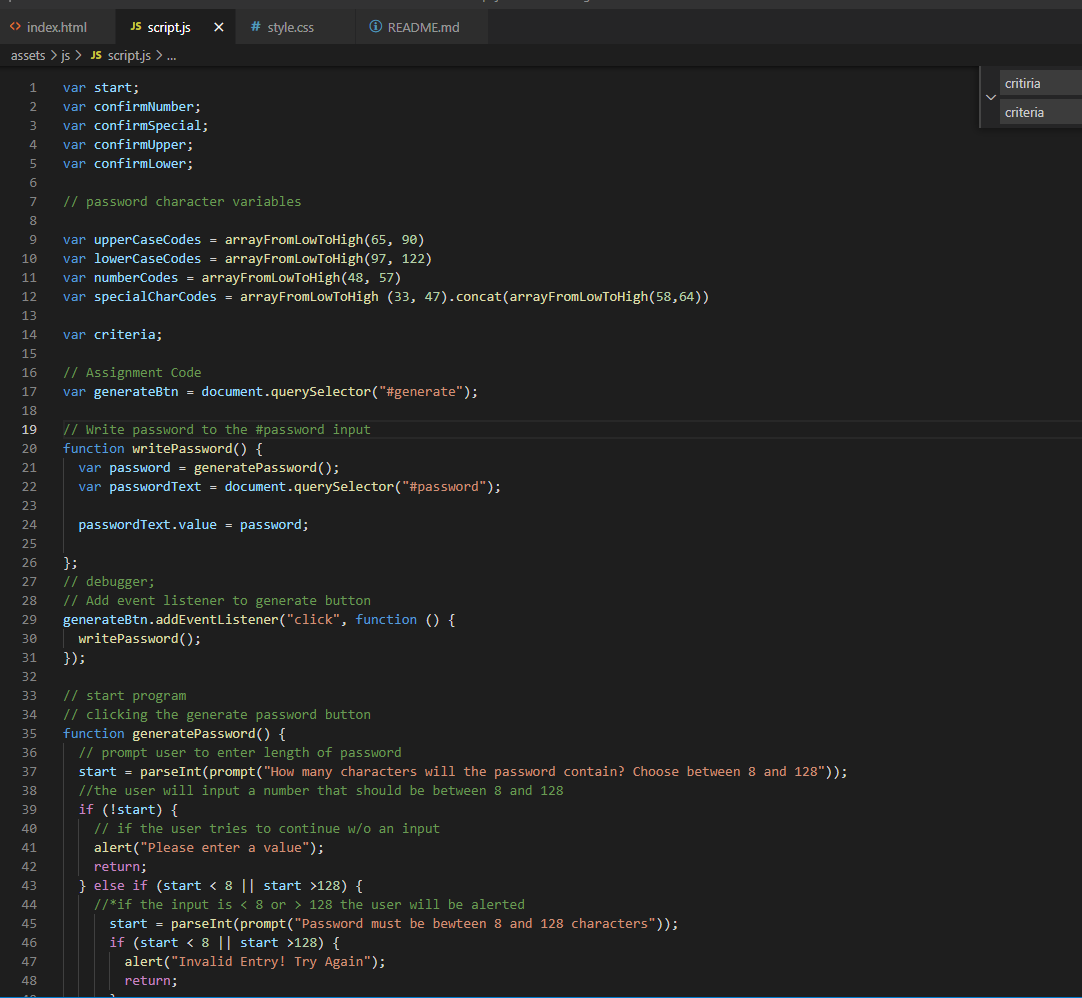 index.html
JS script.js ×
# style.css
README.md
assets > js > JS script.js > ...
critiria
criteria
1 var start;
2 var confirmNumber;
3 var confirmSpecial;
4 var confirmUpper;
5 var confirmLower;
6
7 // password character variables
8
9 var upperCaseCodes = arrayFromLowToHigh(65, 90)
10 var lowerCaseCodes = arrayFromLowToHigh(97, 122)
11 var numberCodes = arrayFromLowToHigh(48, 57)
12 var specialCharCodes = arrayFromLowToHigh (33, 47).concat(arrayFromLowToHigh(58,64))
13
14 var criteria;
15
16 // Assignment Code
17 var generateBtn = document.querySelector("#generate");
18
19 // Write password to the #password input
20 function writePassword() {
21 var password = generatePassword();
22 var passwordText = document.querySelector("#password");
23
24 passwordText.value = password;
25
26 };
27 // debugger;
28 // Add event listener to generate button
29 generateBtn.addEventListener("click", function () {
30 writePassword();
31 });
32
33 // start program
34 // clicking the generate password button
35 function generatePassword() {
36 // prompt user to enter length of password
37 start = parseInt(prompt("How many characters will the password contain? Choose between 8 and 128"));
38 //the user will input a number that should be between 8 and 128
39 if (!start) {
40 // if the user tries to continue w/o an input
41 alert("Please enter a value");
42 return;
43 } else if (start < 8 || start >128) {
44 //*if the input is < 8 or > 128 the user will be alerted
45 start = parseInt(prompt("Password must be bewteen 8 and 128 characters"));
46 if (start < 8 || start >128) {
47 alert("Invalid Entry! Try Again");
48 return;